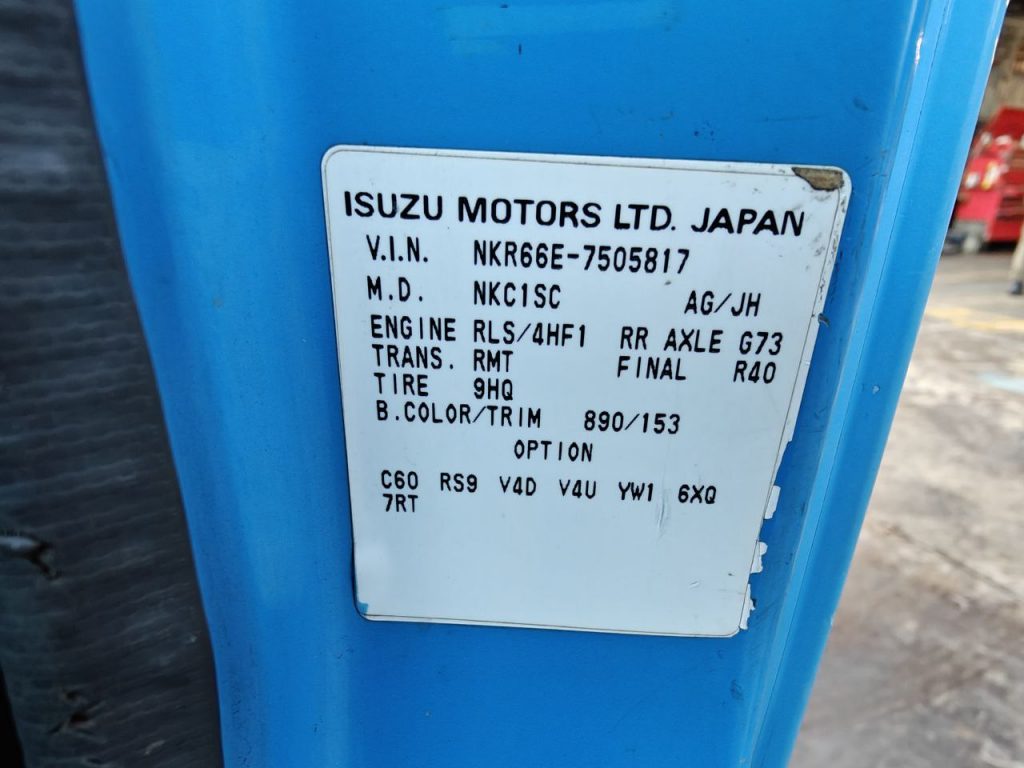 ISUZU MOTORS LTD. JAPAN
V.I.N. NKR66E-7505817
M.D. NKC1SC AG/JH
ENGINE RLS/4HF1 RR AXLE G73
TRANS. RMT FINAL R40
TIRE 9HQ
B.COLOR/TRIM 890/153
OPTION
C60 RS9 V4D V4U YW1 6XQ
7RT